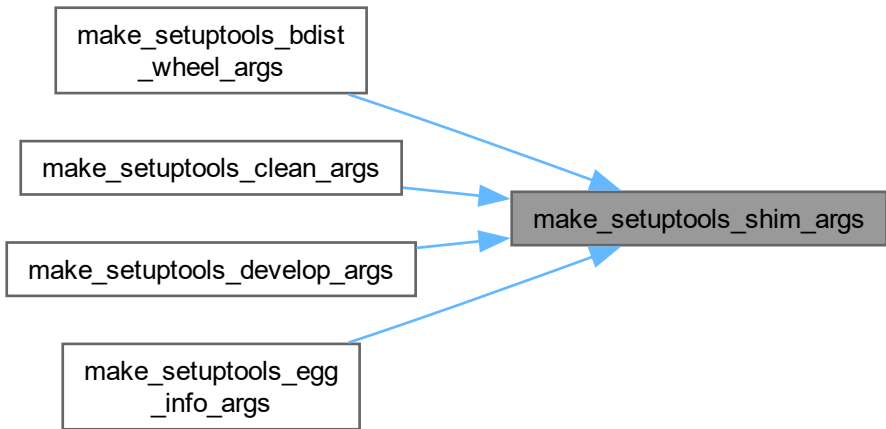 make_setuptools_bdist
_wheel_args
make_setuptools_clean_args
make_setuptools_shim_args
make_setuptools_develop_args
make_setuptools_egg
_info_args